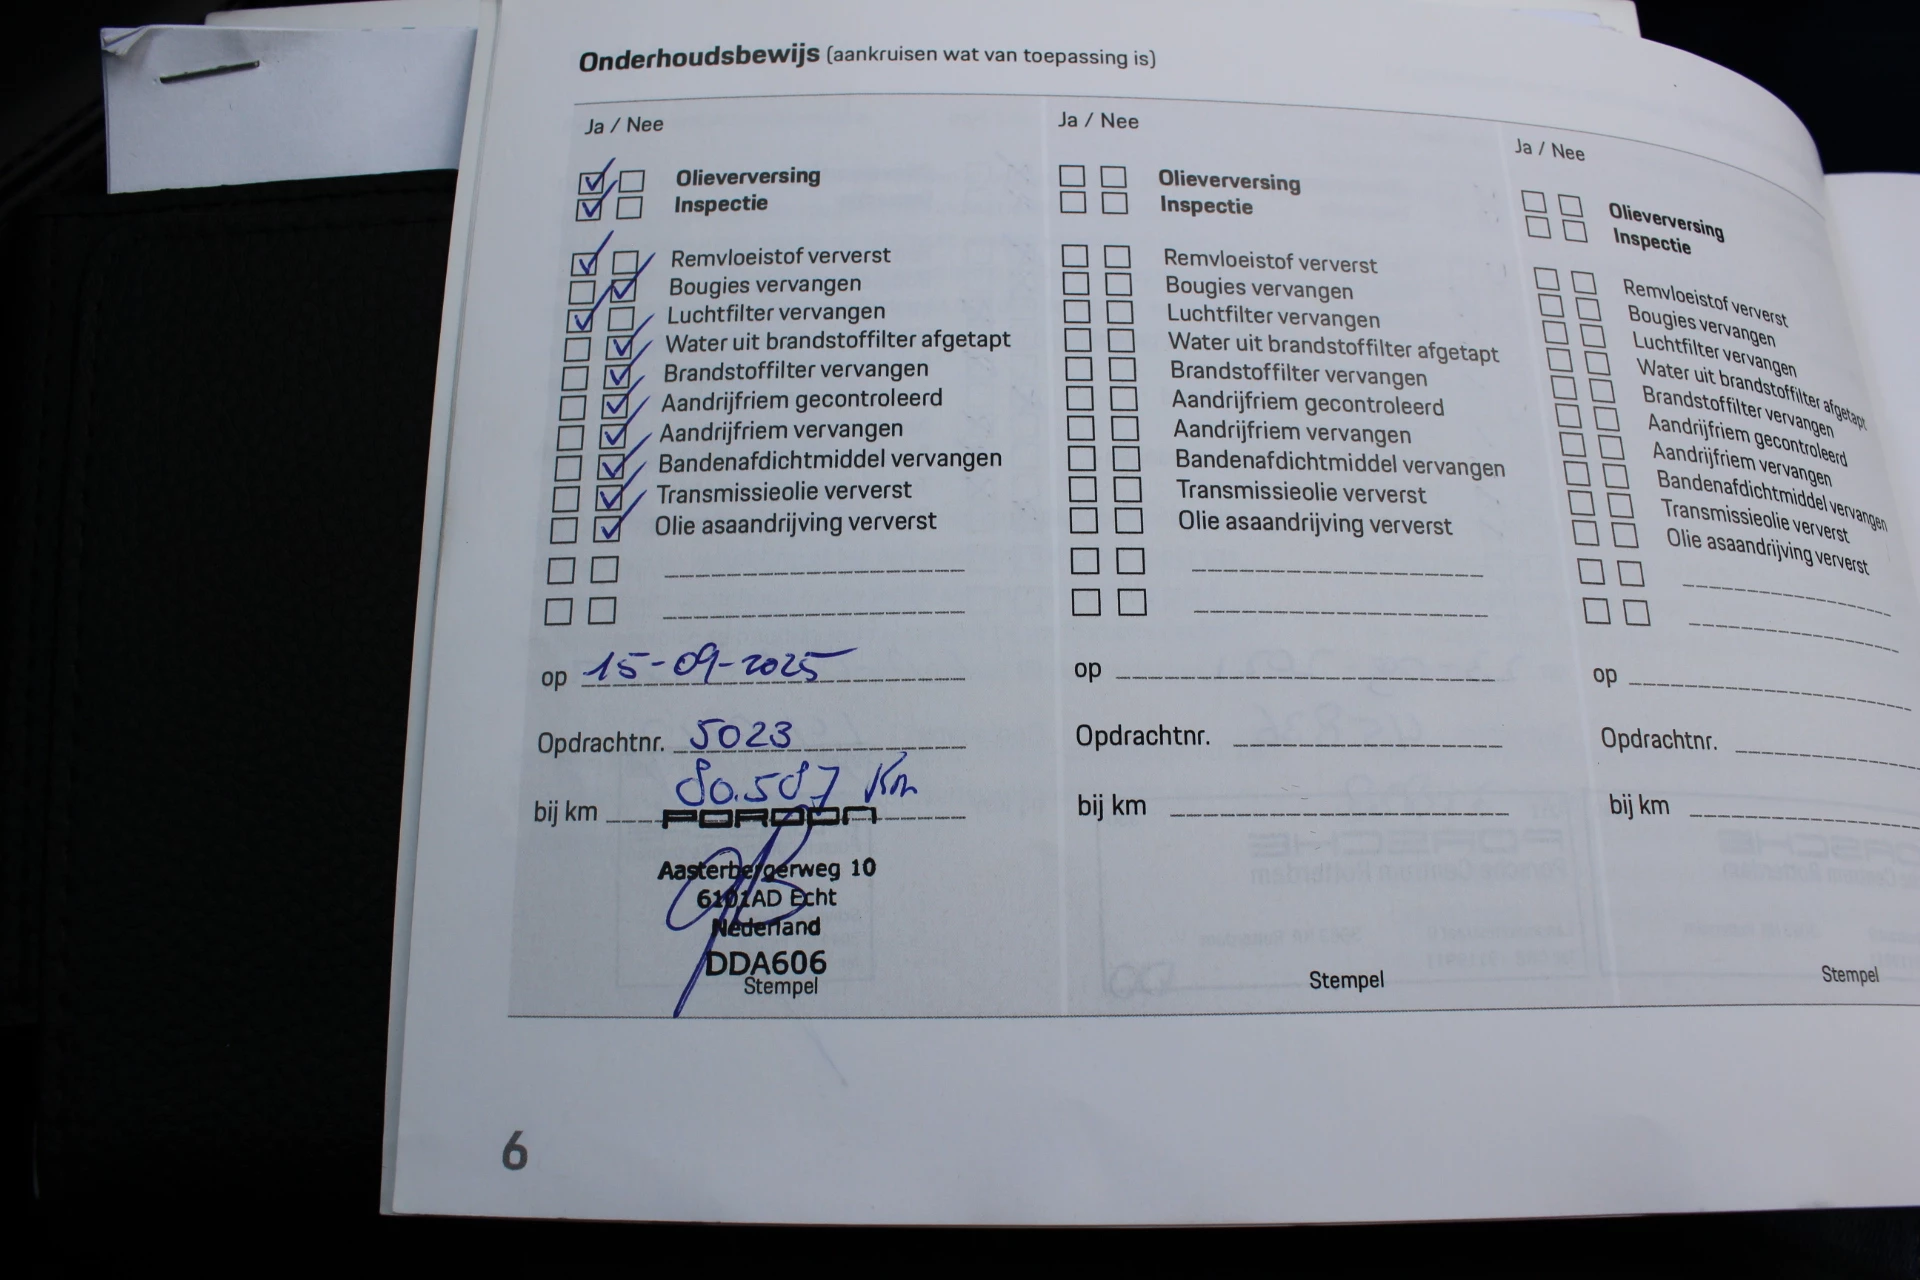 Onderhoudsbewijs (aankruisen wat van toepassing is)
Ja / Nee
Olieverversing
Inspectie
Remvloeistof ververst
Bougies vervangen
Luchtfilter vervangen
Water uit brandstoffilter afgetapt
Brandstoffilter vervangen
Aandrijfriem gecontroleerd
Aandrijfriem vervangen
Bandenafdichtmiddel vervangen
Transmissieolie ververst
Olie asaandrijving ververst
op 15-09-2025
Opdrachtnr. 5023
bij km 80.587 Km
Aasterbergerweg 10
6101AD Echt
Nederland
DDA606
Stempel
Ja / Nee
Olieverversing
Inspectie
Remvloeistof ververst
Bougies vervangen
Luchtfilter vervangen
Water uit brandstoffilter afgetapt
Brandstoffilter vervangen
Aandrijfriem gecontroleerd
Aandrijfriem vervangen
Bandenafdichtmiddel vervangen
Transmissieolie ververst
Olie asaandrijving ververst
op
Opdrachtnr.
bij km
Stempel
Ja / Nee
Olieverversing
Inspectie
Remvloeistof ververst
Bougies vervangen
Luchtfilter vervangen
Water uit brandstoffilter afgetapt
Brandstoffilter vervangen
Aandrijfriem gecontroleerd
Aandrijfriem vervangen
Bandenafdichtmiddel vervangen
Transmissieolie ververst
Olie asaandrijving ververst
op
Opdrachtnr.
bij km
Stempel
6